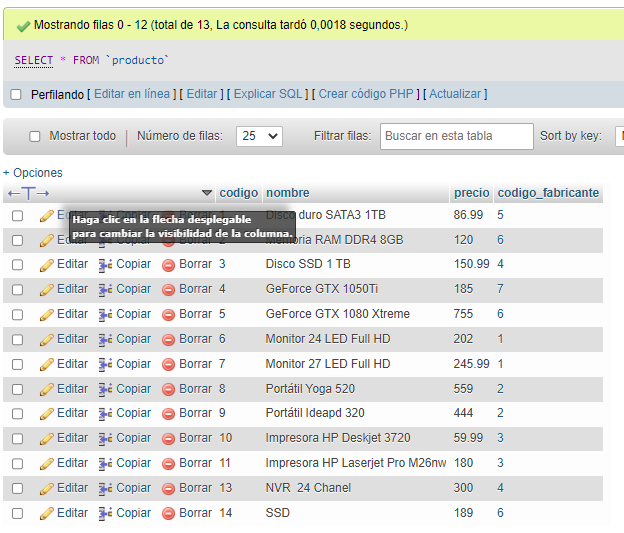 Mostrando filas 0 - 12 (total de 13, La consulta tardó 0,0018 segundos.)
SELECT * FROM `producto`
Perfilando [ Editar en línea ] [ Editar ] [ Explicar SQL ] [ Crear código PHP ] [ Actualizar ]
Mostrar todo Número de filas: 25 Filtrar filas: Buscar en esta tabla Sort by key:
+ Opciones
←T→ codigo nombre precio codigo_fabricante
Haga clic en la flecha desplegable
para cambiar la visibilidad de la columna.
Editar Copiar Borrar 1 Disco duro SATA3 1TB 86.99 5
Editar Copiar Borrar 2 Memoria RAM DDR4 8GB 120 6
Editar Copiar Borrar 3 Disco SSD 1 TB 150.99 4
Editar Copiar Borrar 4 GeForce GTX 1050Ti 185 7
Editar Copiar Borrar 5 GeForce GTX 1080 Xtreme 755 6
Editar Copiar Borrar 6 Monitor 24 LED Full HD 202 1
Editar Copiar Borrar 7 Monitor 27 LED Full HD 245.99 1
Editar Copiar Borrar 8 Portátil Yoga 520 559 2
Editar Copiar Borrar 9 Portátil Ideapd 320 444 2
Editar Copiar Borrar 10 Impresora HP Deskjet 3720 59.99 3
Editar Copiar Borrar 11 Impresora HP Laserjet Pro M26nw 180 3
Editar Copiar Borrar 13 NVR 24 Chanel 300 4
Editar Copiar Borrar 14 SSD 189 6